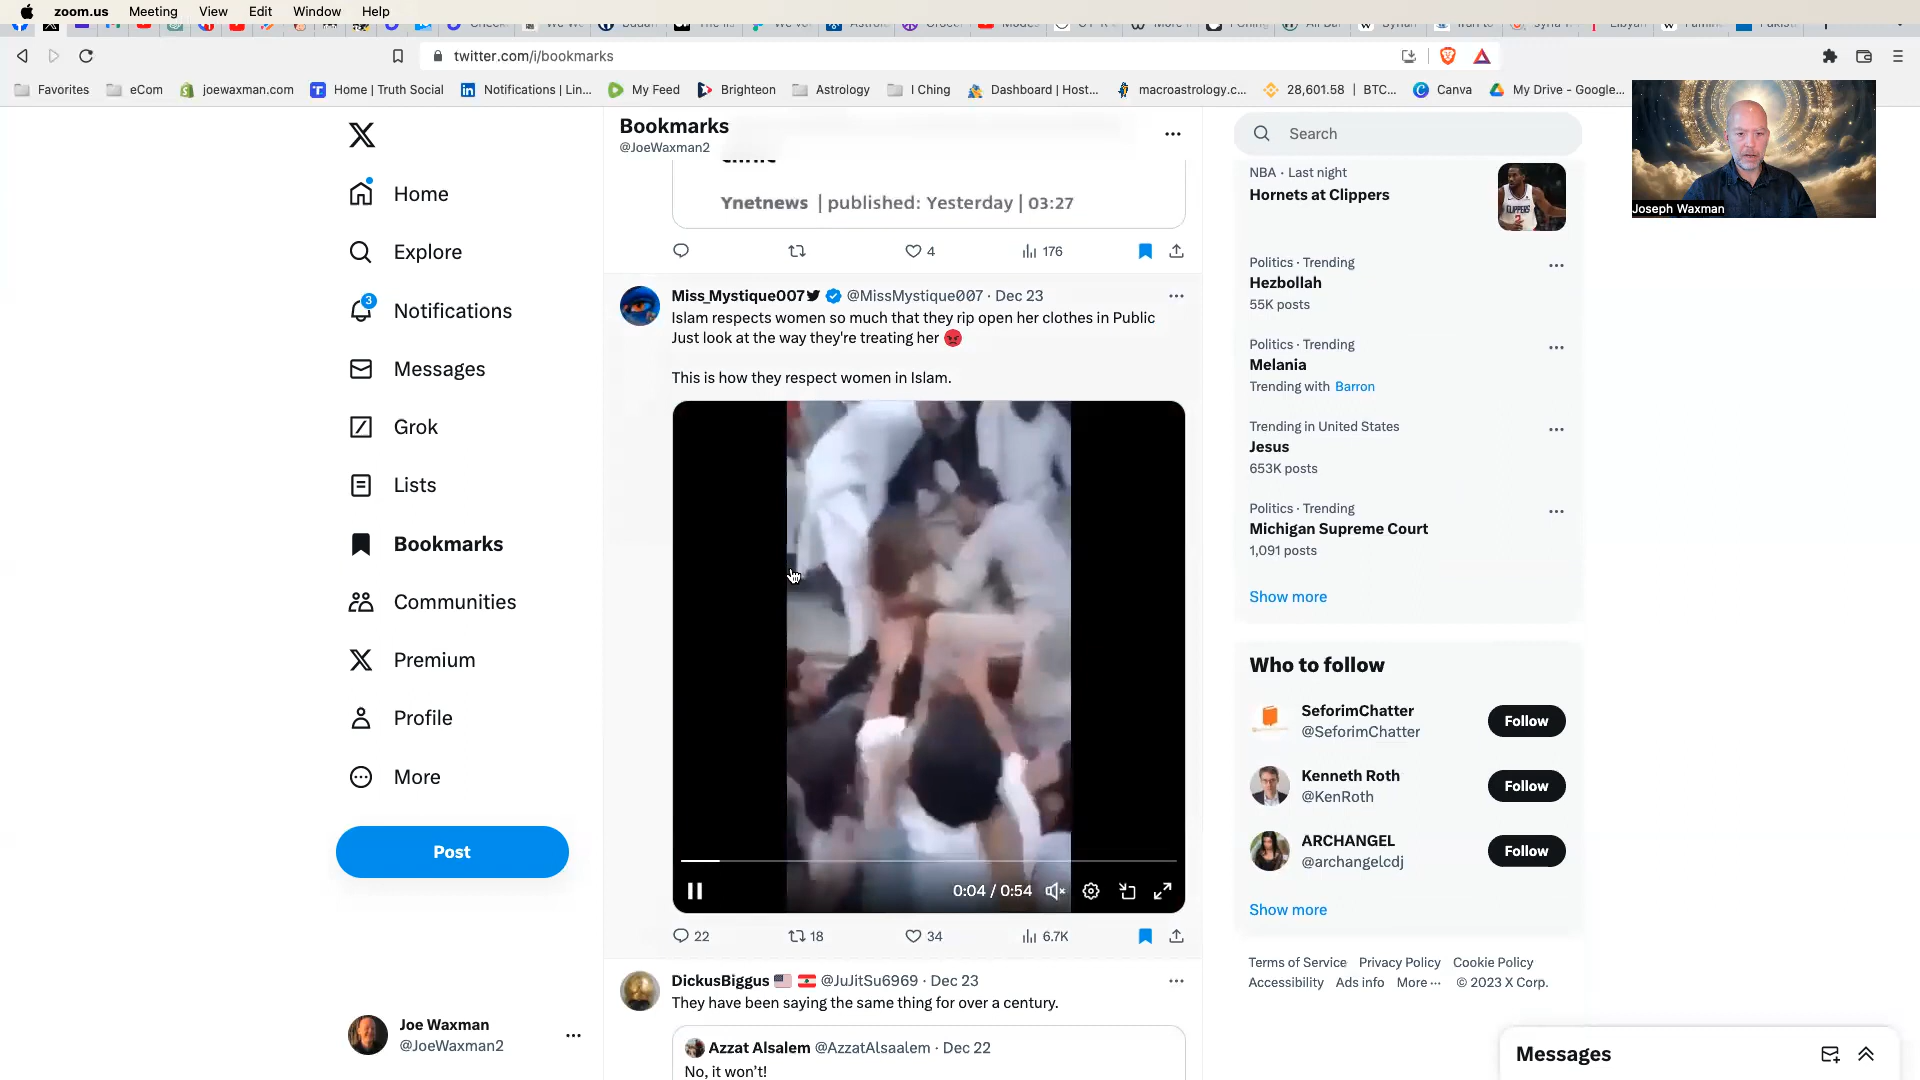 zoom.us Meeting View Edit Window Help
twitter.com/i/bookmarks
Favorites eCom joewaxman.com Home | Truth Social Notifications | Lin... My Feed Brighteon Astrology I Ching Dashboard | Host... macroastrology.c... 28,601.58 | BTC... Canva My Drive - Google...
Joseph Waxman
Home
Explore
3
Notifications
Messages
Grok
Lists
Bookmarks
Communities
Premium
Profile
More
Post
Joe Waxman
@JoeWaxman2
Bookmarks
@JoeWaxman2
Ynetnews | published: Yesterday | 03:27
4 176
Miss_Mystique007 @MissMystique007 · Dec 23
Islam respects women so much that they rip open her clothes in Public
Just look at the way they're treating her 😡
This is how they respect women in Islam.
0:04 / 0:54
22 18 34 6.7K
DickusBiggus @JuJitSu6969 · Dec 23
They have been saying the same thing for over a century.
Azzat Alsalem @AzzatAlsaalem · Dec 22
No, it won't!
Search
NBA · Last night
Hornets at Clippers
CLIPPERS
2
Politics · Trending
Hezbollah
55K posts
Politics · Trending
Melania
Trending with Barron
Trending in United States
Jesus
653K posts
Politics · Trending
Michigan Supreme Court
1,091 posts
Show more
Who to follow
SeforimChatter
@SeforimChatter
Follow
Kenneth Roth
@KenRoth
Follow
ARCHANGEL
@archangelcdj
Follow
Show more
Terms of Service Privacy Policy Cookie Policy
Accessibility Ads info More ··· © 2023 X Corp.
Messages